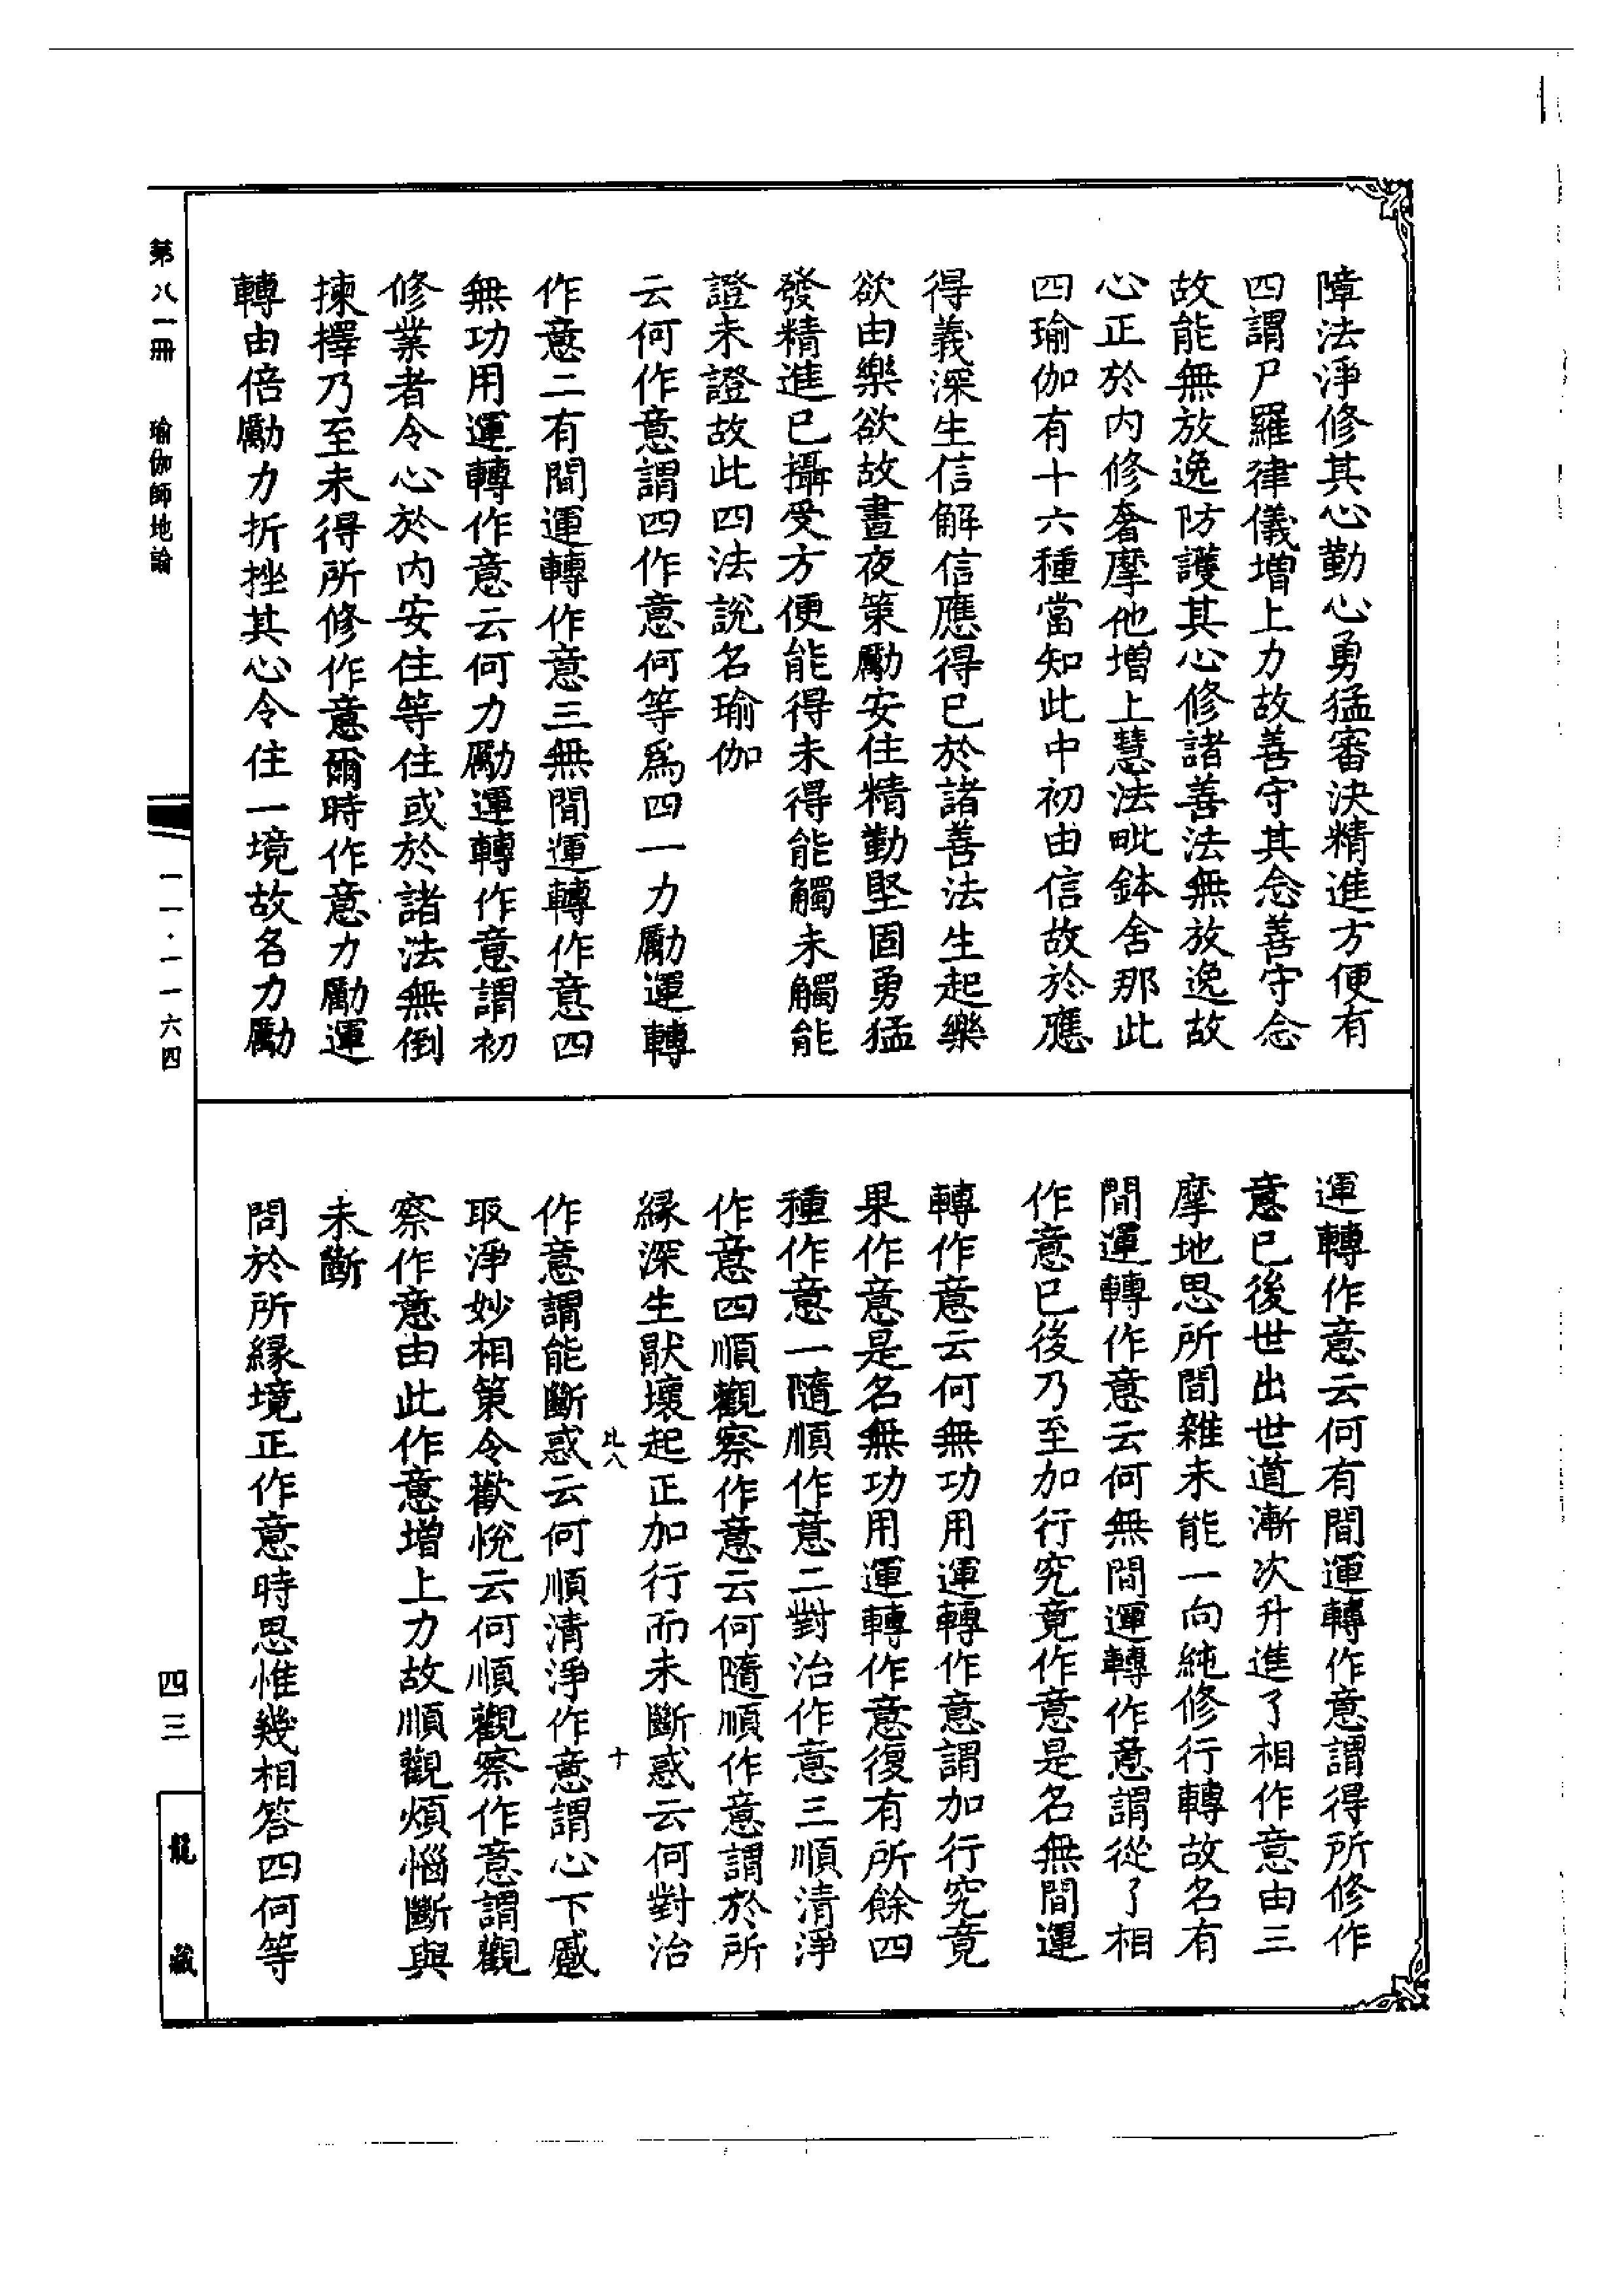 障法淨修其心勤心勇猛審決精進方便有
四謂尸羅律儀增上力故善守其念善守念
故能無放逸防護其心修諸善法無放逸故
心正於內修奢摩他增上慧法毗鉢舍那此
四瑜伽有十六種當知此中初由信故於應
得義深生信解信應得已於諸善法生起樂
欲由樂欲故晝夜策勵安住精勤堅固勇猛
發精進已攝受方便能得未得能觸未觸能
證未證故此四法說名瑜伽
云何作意謂四作意何等爲四一力勵運轉
作意二有間運轉作意三無間運轉作意四
無功用運轉作意云何力勵運轉作意謂初
修業者令心於內安住等住或於諸法無倒
揀擇乃至未得所修作意爾時作意力勵運
轉由倍勵力折挫其心令住一境故名力勵
運轉作意云何有間運轉作意謂得所修作
意已後世出世道漸次升進了相作意由三
摩地思所間雜未能一向純修行轉故名有
間運轉作意云何無間運轉作意謂從了相
作意已後乃至加行究竟作意是名無間運
轉作意云何無功用運轉作意謂加行究竟
果作意是名無功用運轉作意復有所餘四
種作意一隨順作意二對治作意三順清淨
作意四順觀察作意云何隨順作意謂於所
緣深生厭壞起正加行而未斷惑云何對治
此八 十
作意謂能斷惑云何順清淨作意謂心下慼
取淨妙相策令歡悅云何順觀察作意謂觀
察作意由此作意增上力故順觀煩惱斷與
未斷
問於所緣境正作意時思惟幾相答四何等
第八一冊 瑜伽師地論
一一·一一六四
四三
龍藏